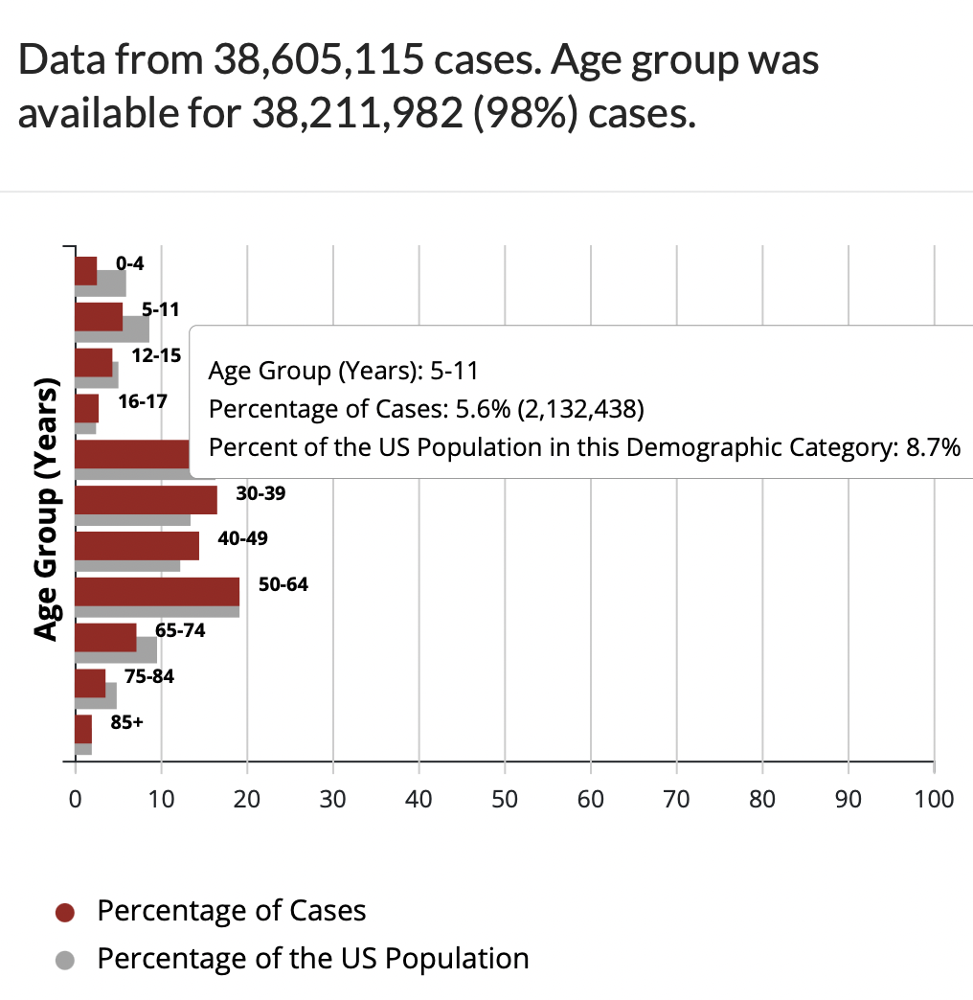 Data from 38,605,115 cases. Age group was
available for 38,211,982 (98%) cases.
Age Group (Years)
0-4
5-11
12-15
16-17
30-39
40-49
50-64
65-74
75-84
85+
Age Group (Years): 5-11
Percentage of Cases: 5.6% (2,132,438)
Percent of the US Population in this Demographic Category: 8.7%
0 10 20 30 40 50 60 70 80 90 100
Percentage of Cases
Percentage of the US Population